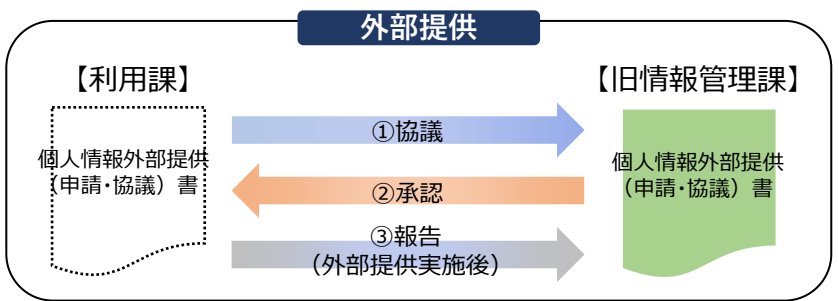 外部提供
【利用課】
【旧情報管理課】
個人情報外部提供
（申請・協議）書
①協議
②承認
③報告
（外部提供実施後）
個人情報外部提供
（申請・協議）書